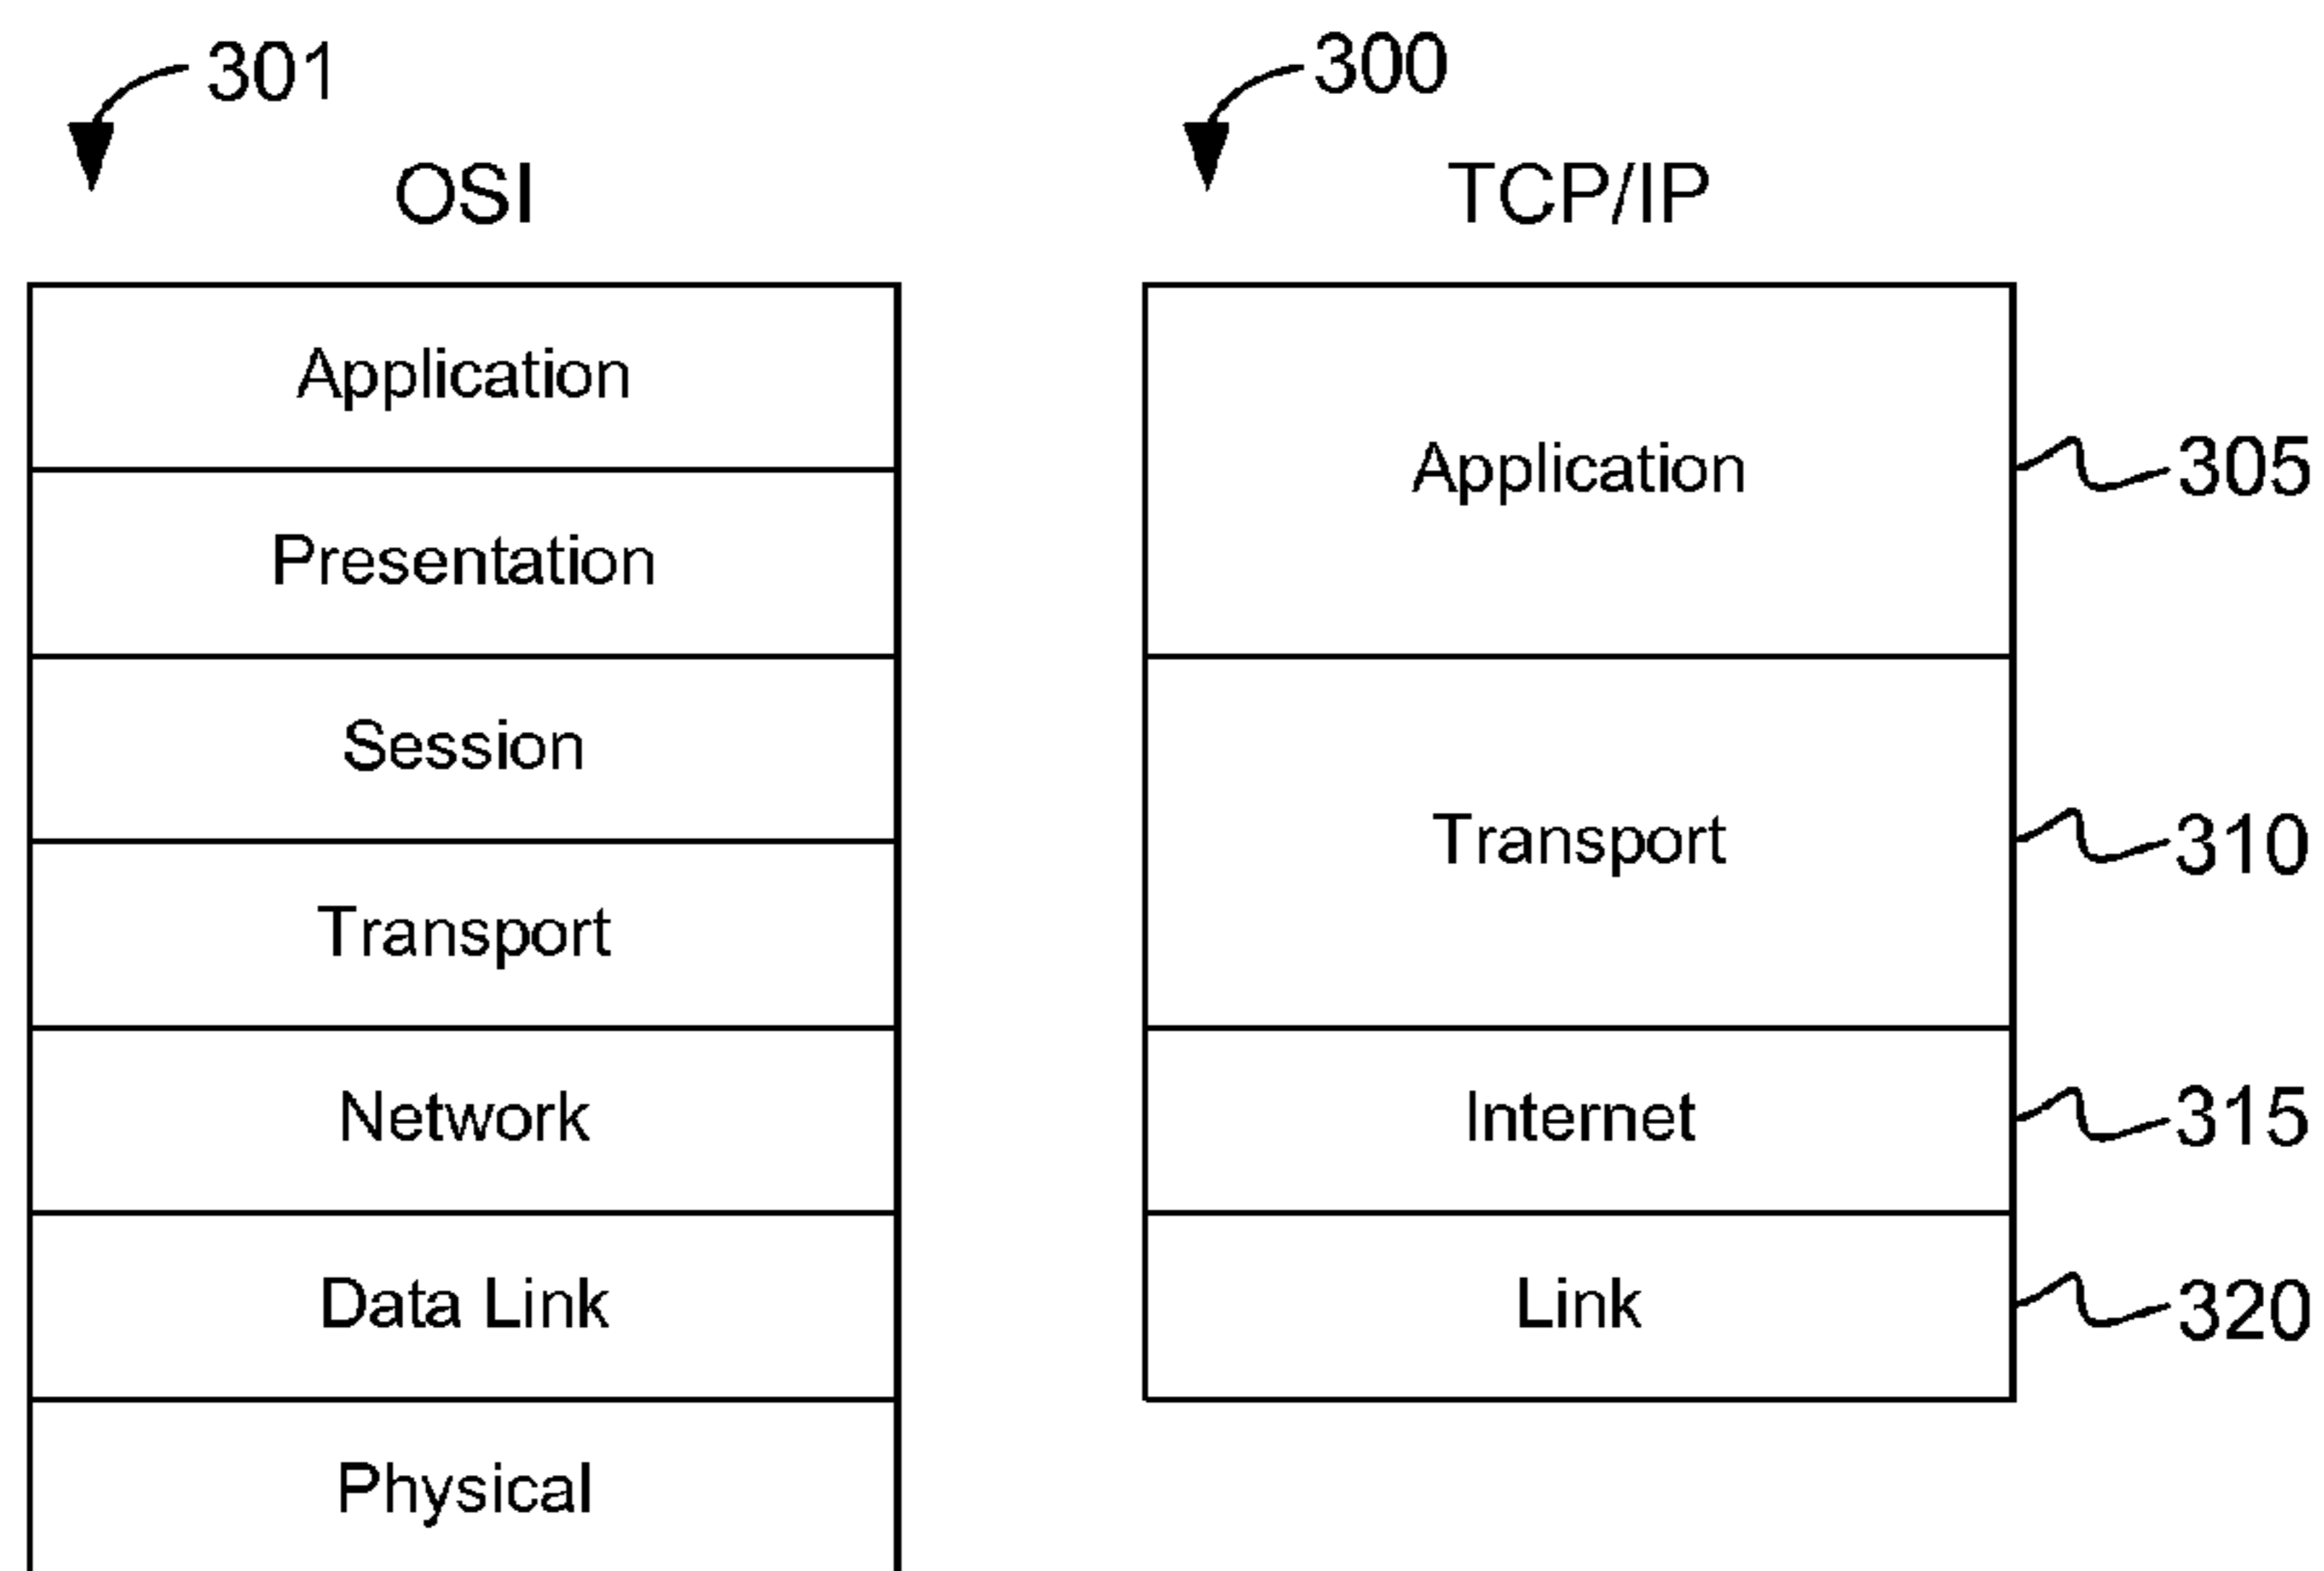 301
OSI
Application
Presentation
Session
Transport
Network
Data Link
Physical
300
TCP/IP
Application
305
Transport
310
Internet
315
Link
320